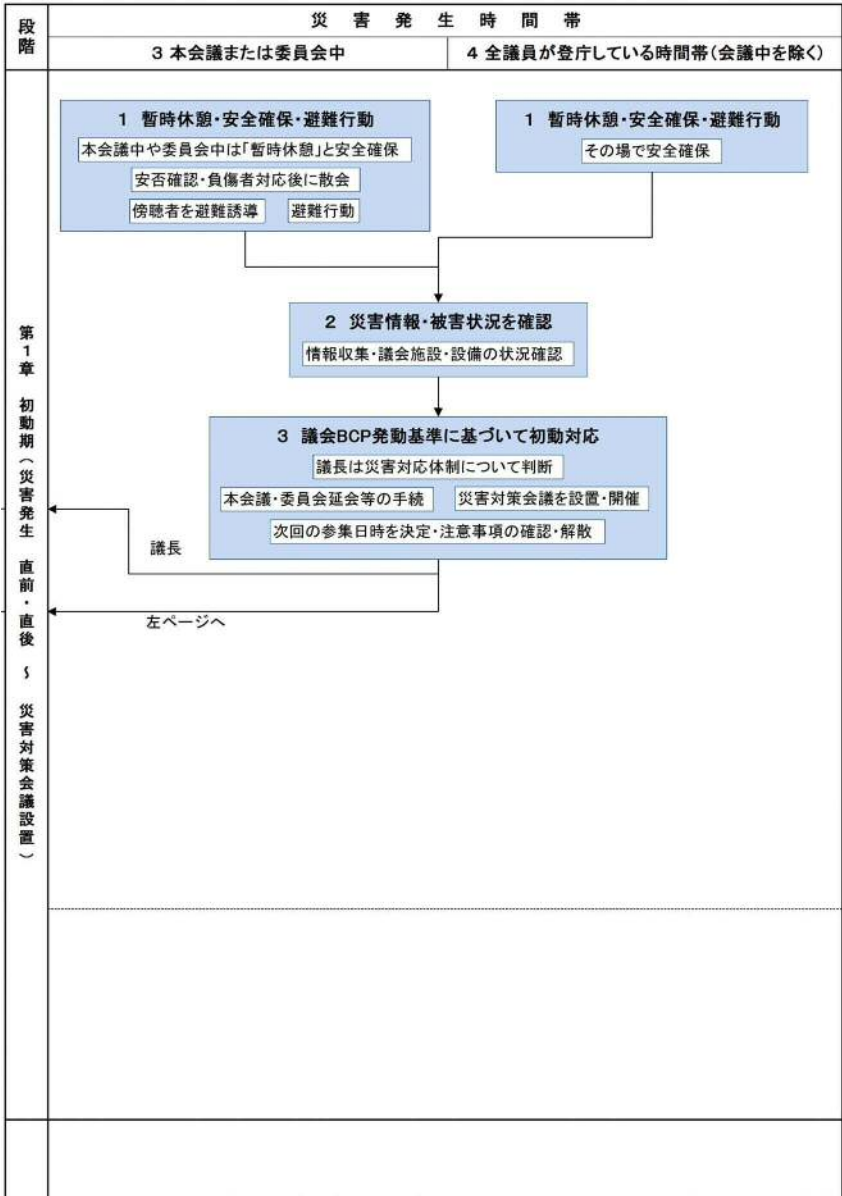 段階
災害発生時間帯
3 本会議または委員会中
4 全議員が登庁している時間帯(会議中を除く)
第1章 初動期(災害発生 直前・直後 ~ 災害対策会議設置)
1 暫時休憩・安全確保・避難行動
本会議中や委員会中は「暫時休憩」と安全確保
安否確認・負傷者対応後に散会
傍聴者を避難誘導 避難行動
1 暫時休憩・安全確保・避難行動
その場で安全確保
2 災害情報・被害状況を確認
情報収集・議会施設・設備の状況確認
3 議会BCP発動基準に基づいて初動対応
議長は災害対応体制について判断
本会議・委員会延会等の手続 災害対策会議を設置・開催
次回の参集日時を決定・注意事項の確認・解散
議長
左ページへ